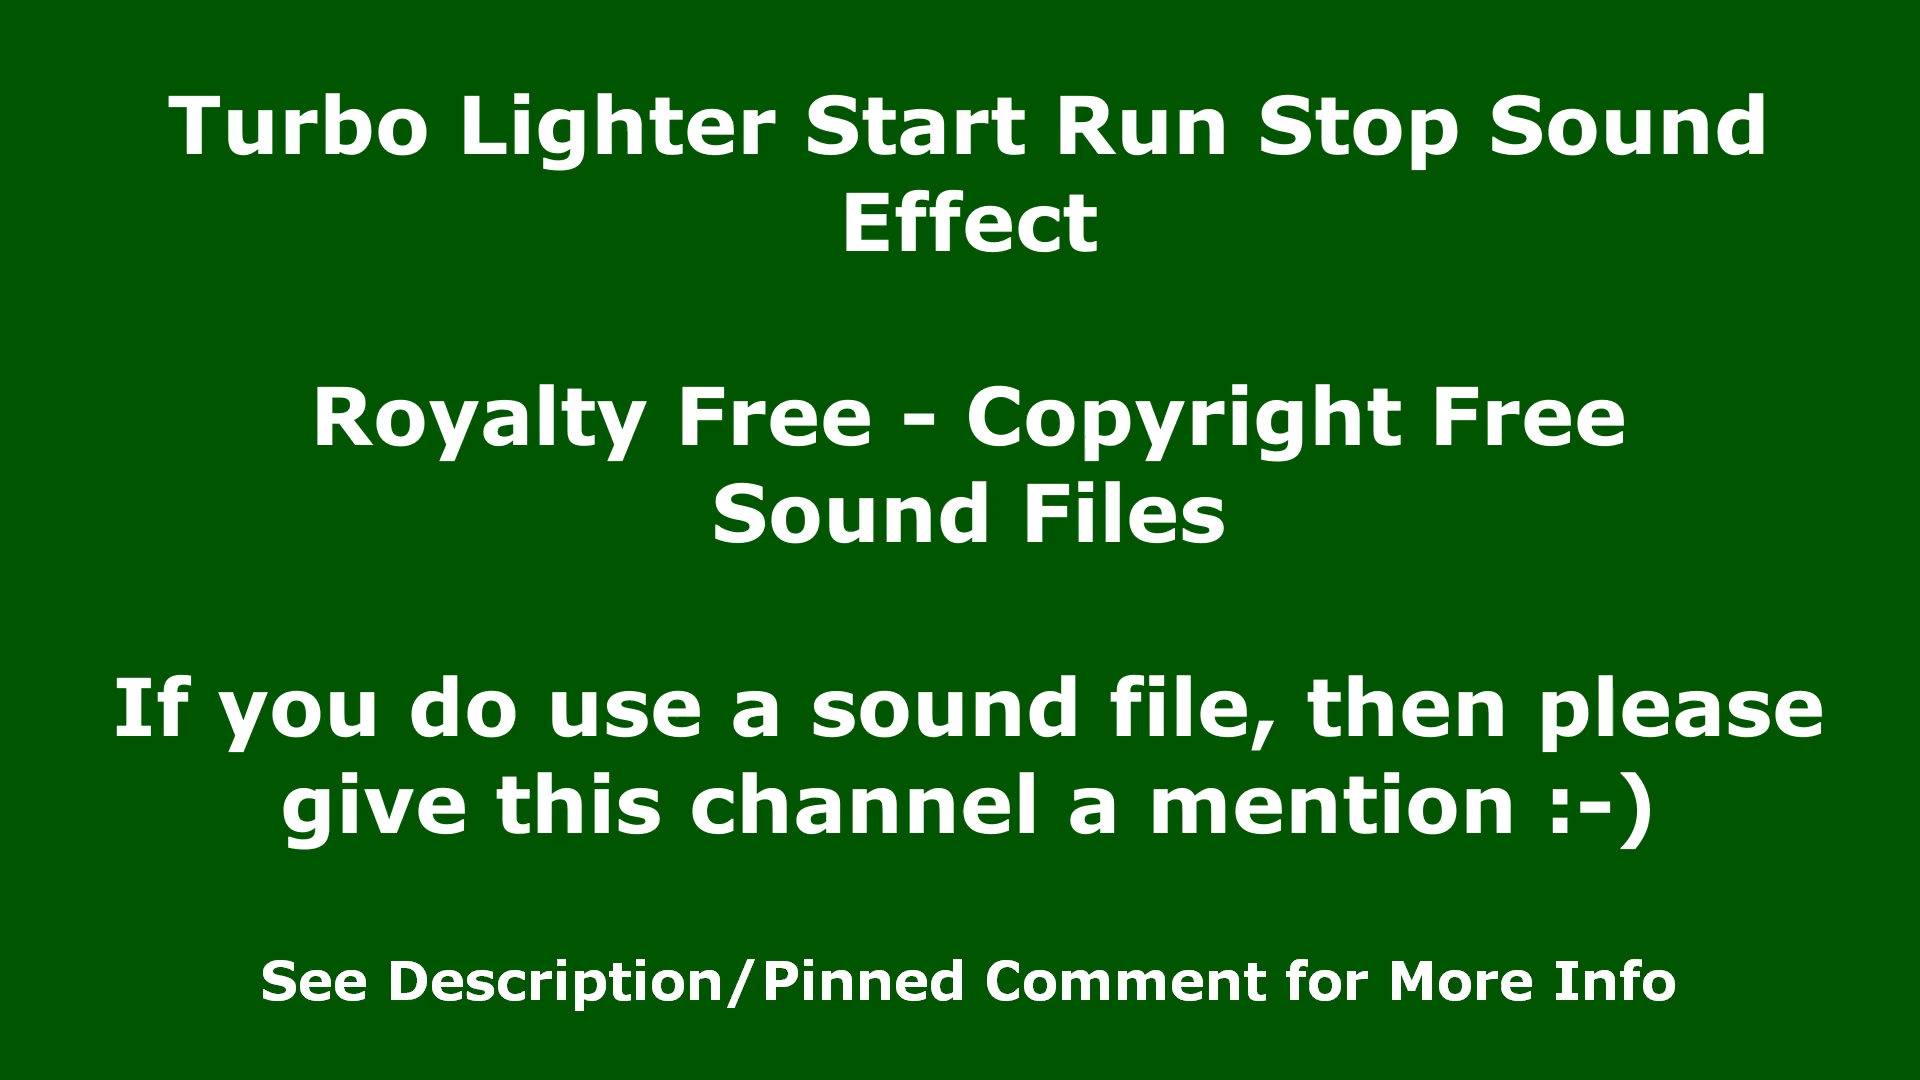 Turbo Lighter Start Run Stop Sound
Effect
Royalty Free - Copyright Free
Sound Files
If you do use a sound file, then please
give this channel a mention :-)
See Description/Pinned Comment for More Info